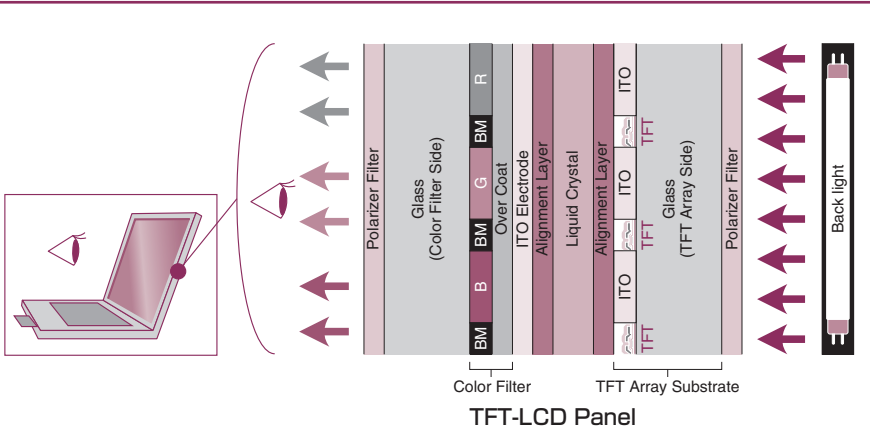 Polarizer Filter
Glass
(Color Filter Side)
R
BM
G
BM
B
BM
Over Coat
ITO Electrode
Alignment Layer
Liquid Crystal
Alignment Layer
ITO
TFT
ITO
TFT
ITO
TFT
Glass
(TFT Array Side)
Polarizer Filter
Back light
Color Filter
TFT Array Substrate
TFT-LCD Panel